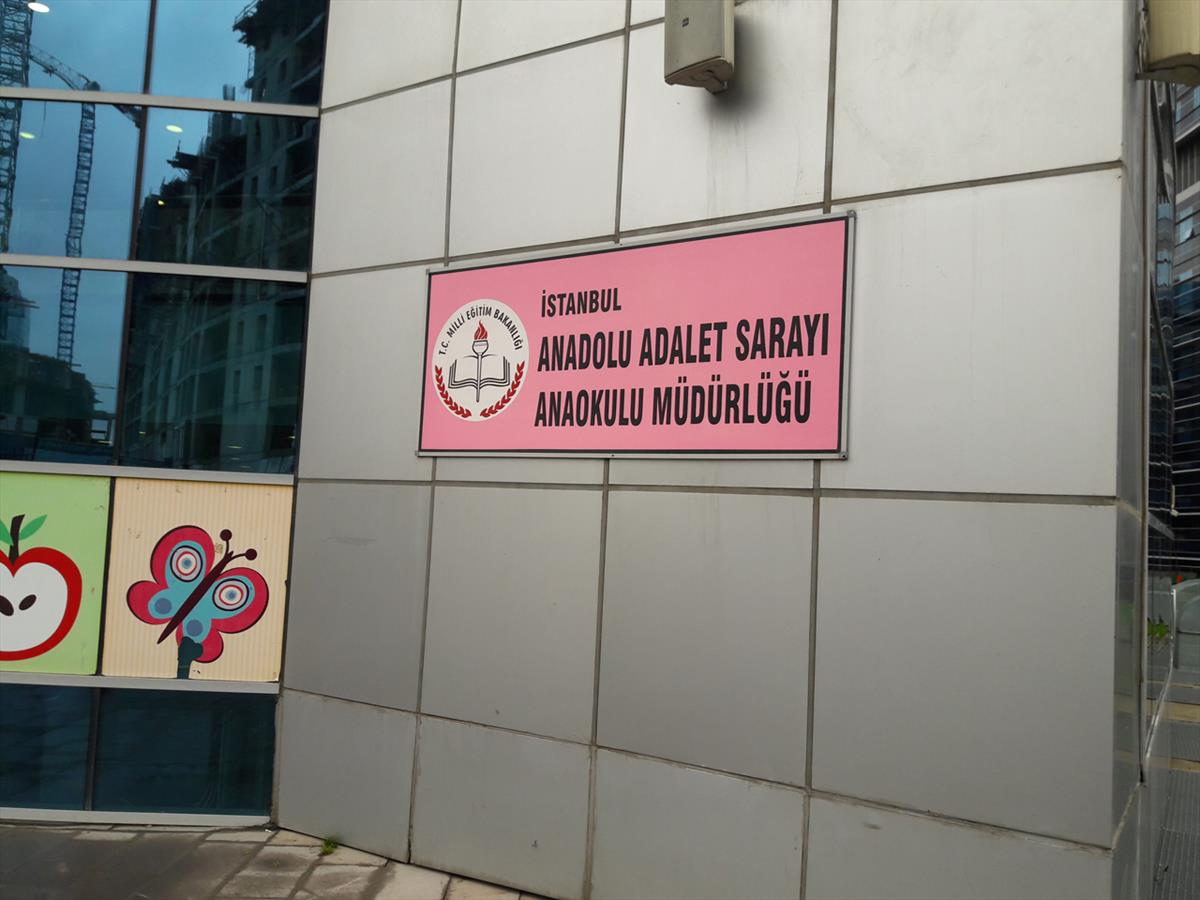 T.C. MİLLİ EĞİTİM BAKANLIĞI
İSTANBUL
ANADOLU ADALET SARAYI
ANAOKULU MÜDÜRLÜĞÜ